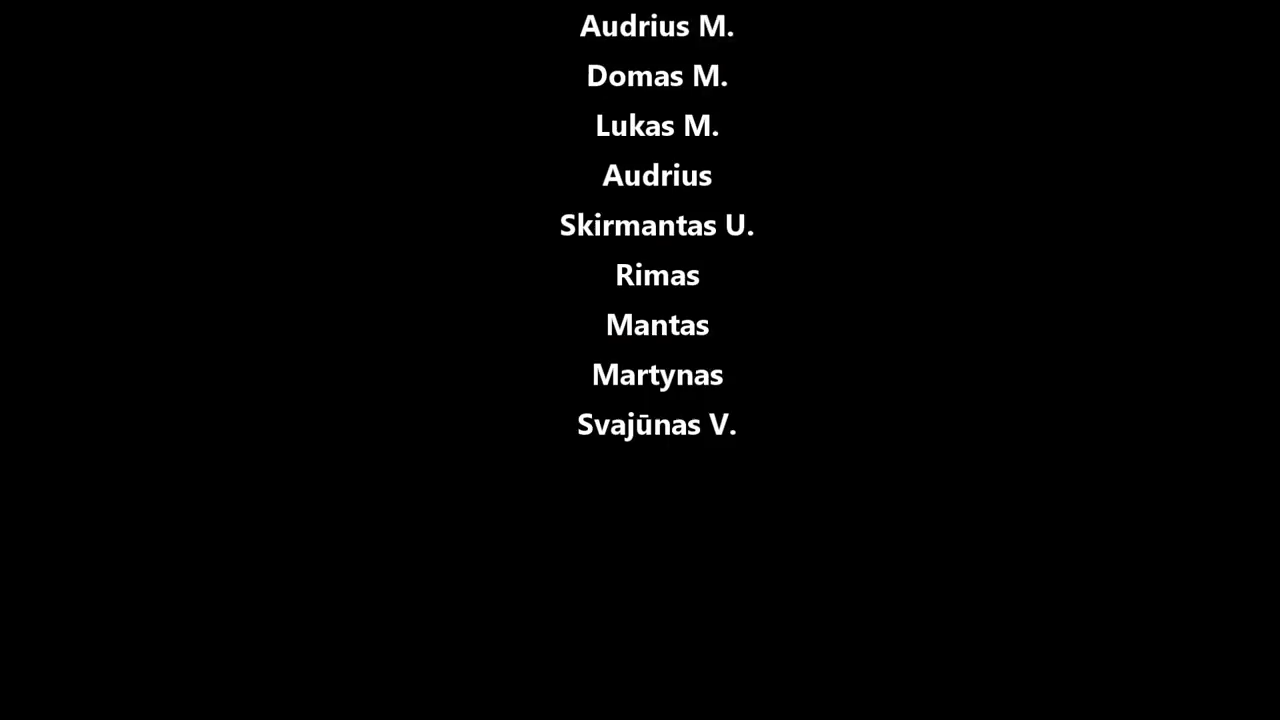 Audrius M.
Domas M.
Lukas M.
Audrius
Skirmantas U.
Rimas
Mantas
Martynas
Svajūnas V.